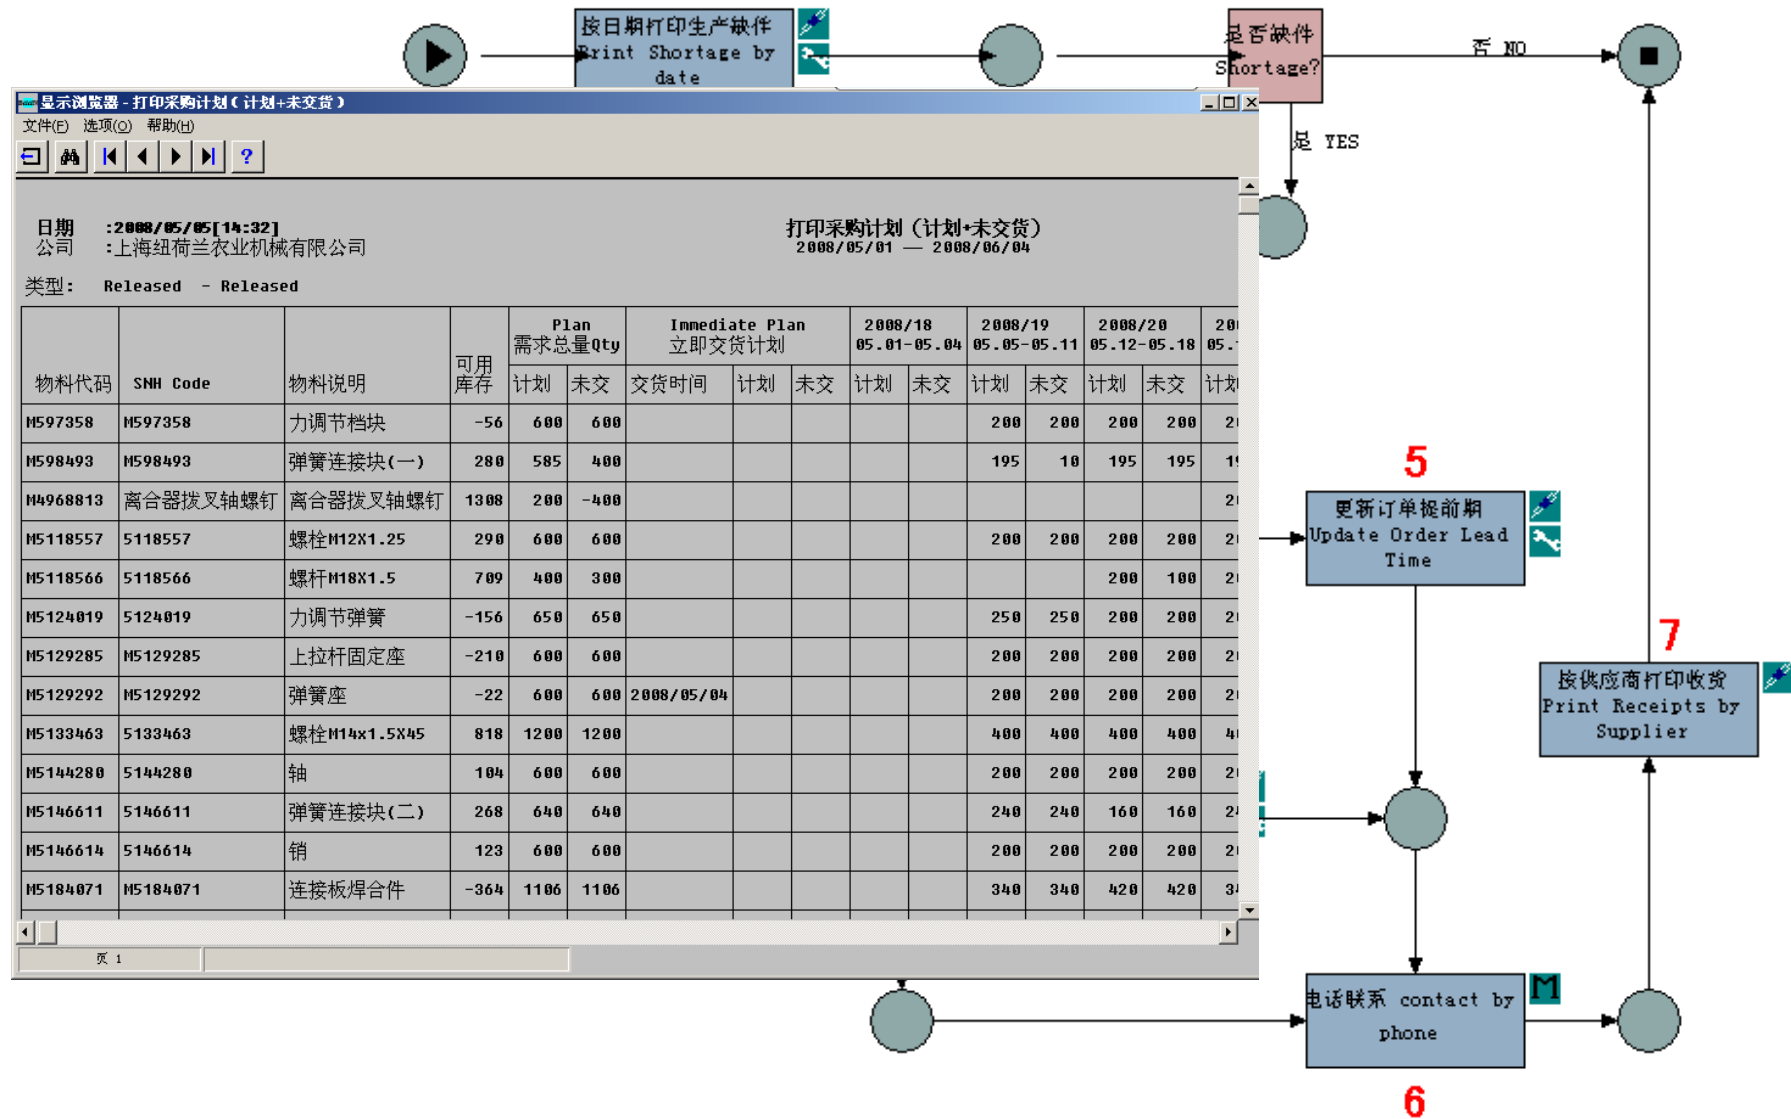 按日期打印生产缺件
Print Shortage by
date
是否缺件
Shortage?
否 NO
是 YES
显示浏览器 - 打印采购计划(计划+未交货)
文件(F) 选项(O) 帮助(H)
日期 :2008/05/05[14:32]
公司 :上海纽荷兰农业机械有限公司
打印采购计划(计划+未交货)
2008/05/01 — 2008/06/04
类型: Released - Released
物料代码 SNH Code 物料说明 可用库存 Plan 需求总量Qty Immediate Plan 立即交货计划 2008/18 05.01-05.04 2008/19 05.05-05.11 2008/20 05.12-05.18
计划 未交 交货时间 计划 未交 计划 未交 计划 未交 计划 未交
M597358 M597358 力调节档块 -56 600 600 200 200 200 200
M598493 M598493 弹簧连接块(一) 280 585 400 195 10 195 195
M4968813 离合器拨叉轴螺钉 离合器拨叉轴螺钉 1308 200 -400
M5118557 5118557 螺栓M12X1.25 290 600 600 200 200 200 200
M5118566 5118566 螺杆M18X1.5 709 400 300 200 100
M5124019 5124019 力调节弹簧 -156 650 650 250 250 200 200
M5129285 M5129285 上拉杆固定座 -210 600 600 200 200 200 200
M5129292 M5129292 弹簧座 -22 600 600 2008/05/04 200 200 200 200
M5133463 5133463 螺栓M14x1.5X45 818 1200 1200 400 400 400 400
M5144280 5144280 轴 104 600 600 200 200 200 200
M5146611 5146611 弹簧连接块(二) 268 640 640 240 240 160 160
M5146614 5146614 销 123 600 600 200 200 200 200
M5184071 M5184071 连接板焊合件 -364 1106 1106 340 340 420 420
页 1
5
更新订单提前期
Update Order Lead
Time
7
按供应商打印收货
Print Receipts by
Supplier
电话联系 contact by
phone
M
6